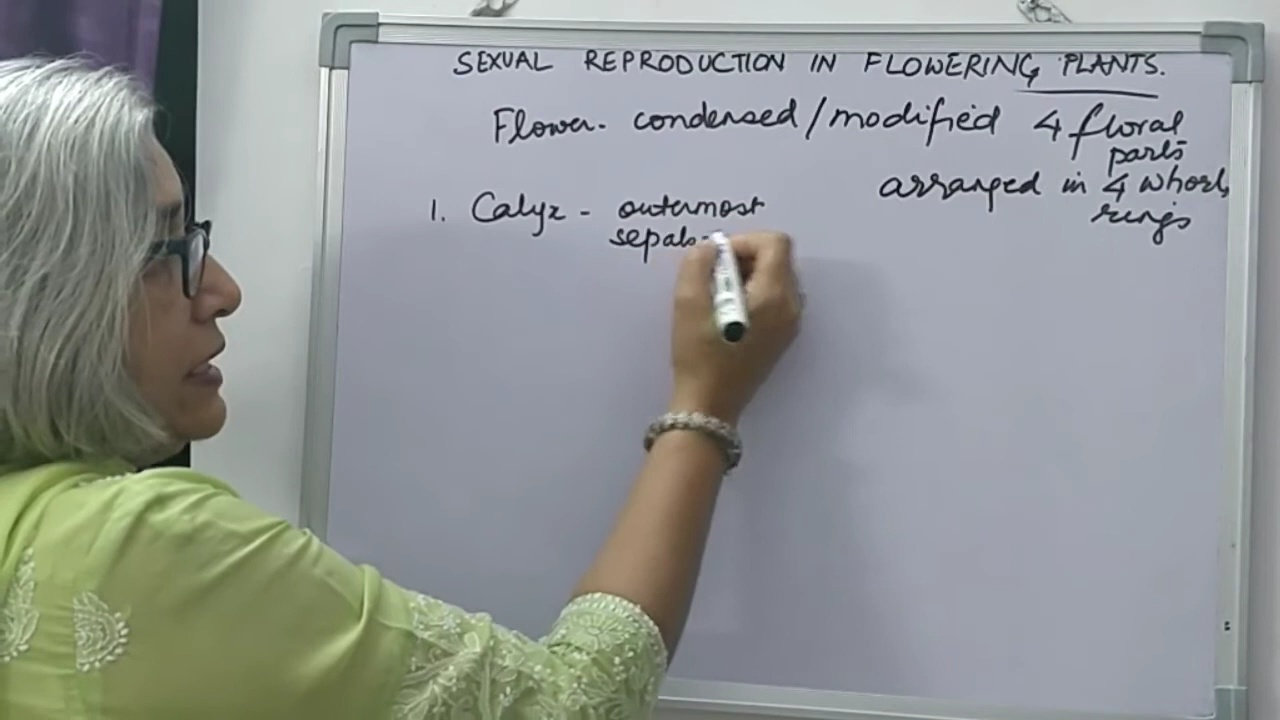 SEXUAL REPRODUCTION IN FLOWERING PLANTS.
Flower. condensed/modified 4 floral
parts
arranged in 4 whorls
rings
1. Calyx - outermost
sepals